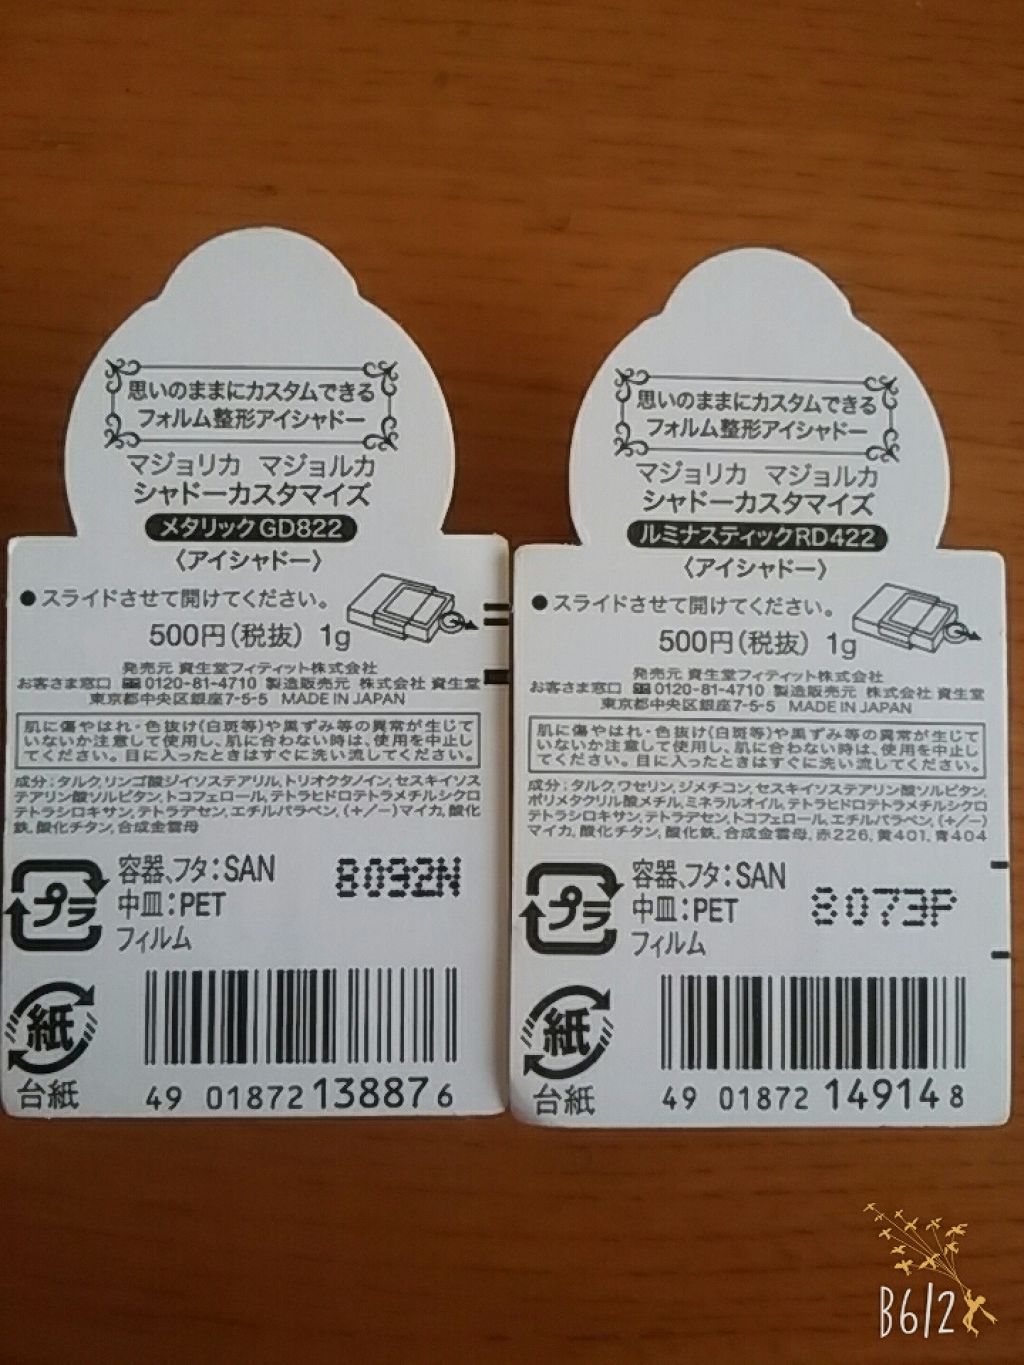 思いのままにカスタムできる
フォルム整形アイシャドー
マジョリカ マジョルカ
シャドーカスタマイズ
メタリックGD822
〈アイシャドー〉
●スライドさせて開けてください。
500円(税抜) 1g
発売元 資生堂フィティット株式会社
お客さま窓口 0120-81-4710 製造販売元 株式会社 資生堂
東京都中央区銀座7-5-5 MADE IN JAPAN
肌に傷やはれ・色抜け(白斑等)や黒ずみ等の異常が生じて
いないか注意して使用し、肌に合わない時は、使用を中止し
てください。目に入ったときはすぐに洗い流してください。
成分:タルク,リンゴ酸ジイソステアリル,トリオクタノイン,セスキイソス
テアリン酸ソルビタン,トコフェロール,テトラヒドロテトラメチルシクロ
テトラシロキサン,テトラデセン,エチルパラベン,(+/-)マイカ,酸化
鉄,酸化チタン,合成金雲母
プラ
容器、フタ:SAN
中皿:PET
フィルム
8092N
紙
台紙
49 01872 138876
思いのままにカスタムできる
フォルム整形アイシャドー
マジョリカ マジョルカ
シャドーカスタマイズ
ルミナスティックRD422
〈アイシャドー〉
●スライドさせて開けてください。
500円(税抜) 1g
発売元 資生堂フィティット株式会社
お客さま窓口 0120-81-4710 製造販売元 株式会社 資生堂
東京都中央区銀座7-5-5 MADE IN JAPAN
肌に傷やはれ・色抜け(白斑等)や黒ずみ等の異常が生じて
いないか注意して使用し、肌に合わない時は、使用を中止し
てください。目に入ったときはすぐに洗い流してください。
成分:タルク,ワセリン,ジメチコン,セスキイソステアリン酸ソルビタン,
ポリメタクリル酸メチル,ミネラルオイル,テトラヒドロテトラメチルシクロ
テトラシロキサン,テトラデセン,トコフェロール,エチルパラベン,(+/-)
マイカ,酸化チタン,酸化鉄,合成金雲母,赤226,黄401,青404
プラ
容器、フタ:SAN
中皿:PET
フィルム
8073P
紙
台紙
49 01872 149148
B612